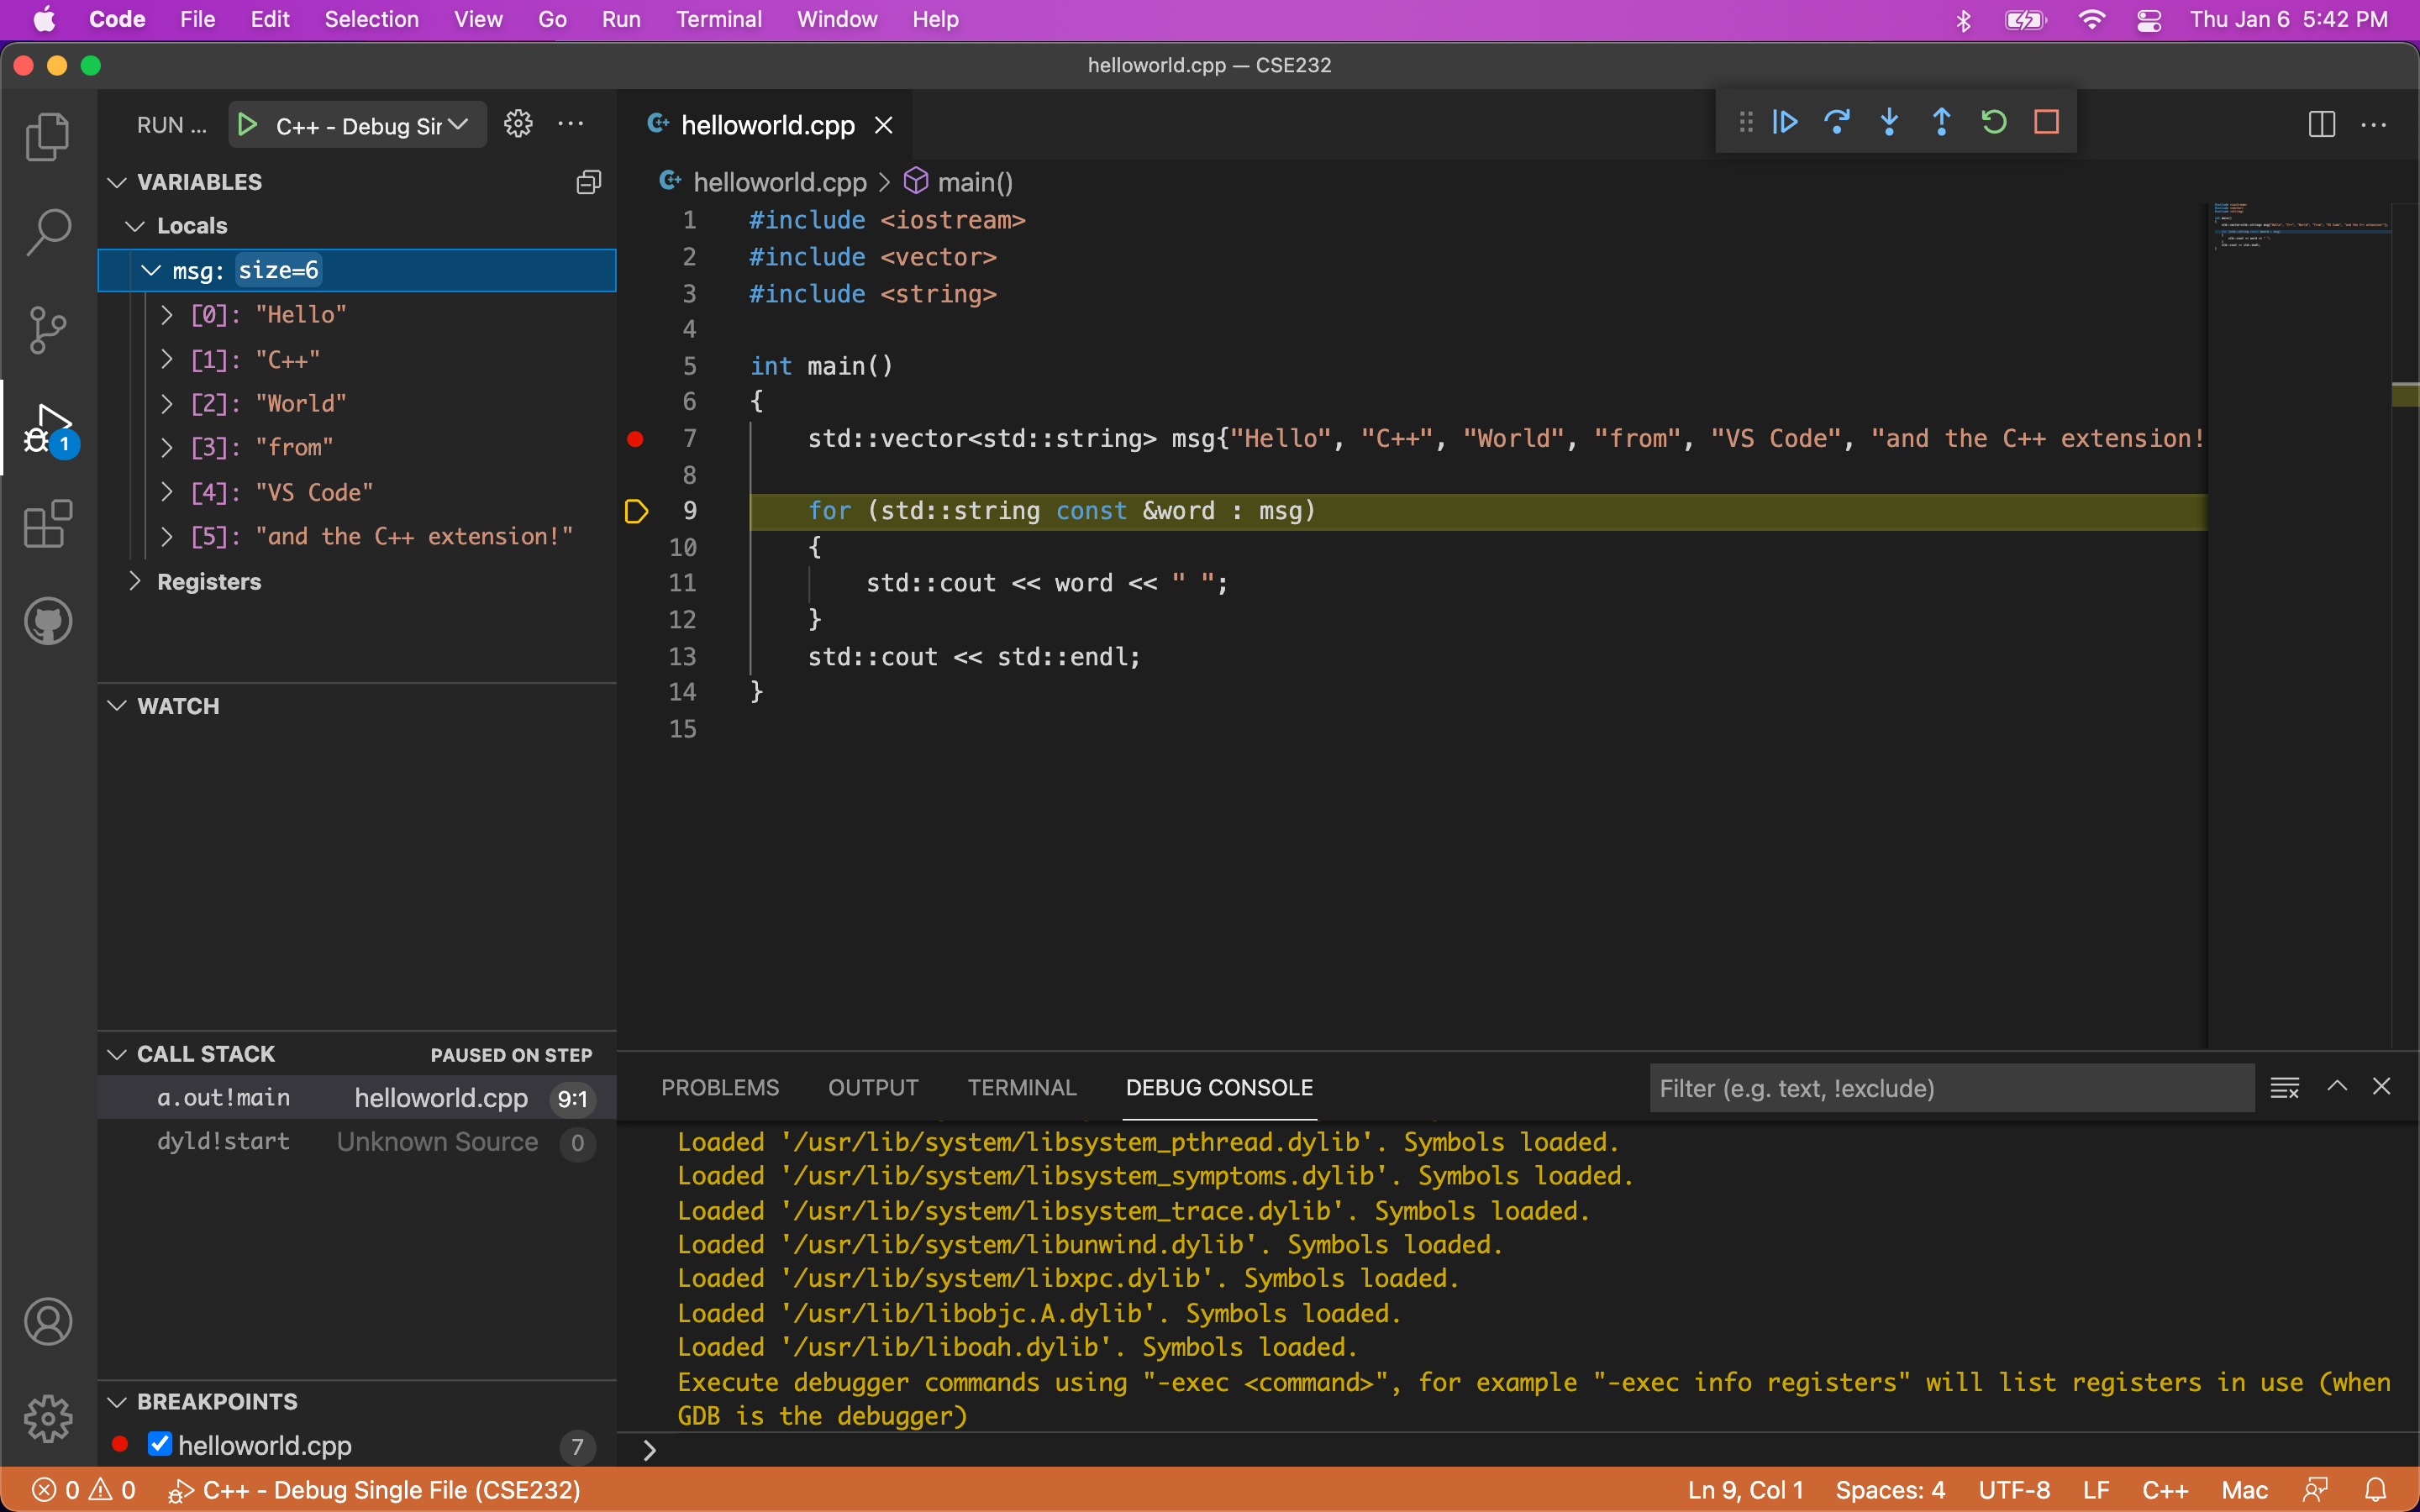 Code File Edit Selection View Go Run Terminal Window Help Thu Jan 6 5:42 PM
helloworld.cpp — CSE232
RUN ... C++ - Debug Sir
VARIABLES
Locals
msg: size=6
[0]: "Hello"
[1]: "C++"
[2]: "World"
[3]: "from"
[4]: "VS Code"
[5]: "and the C++ extension!"
Registers
WATCH
CALL STACK PAUSED ON STEP
a.out!main helloworld.cpp 9:1
dyld!start Unknown Source 0
BREAKPOINTS
helloworld.cpp 7
1
helloworld.cpp
helloworld.cpp > main()
1 #include <iostream>
2 #include <vector>
3 #include <string>
4
5 int main()
6 {
7 std::vector<std::string> msg{"Hello", "C++", "World", "from", "VS Code", "and the C++ extension!
8
9 for (std::string const &word : msg)
10 {
11 std::cout << word << " ";
12 }
13 std::cout << std::endl;
14 }
15
PROBLEMS OUTPUT TERMINAL DEBUG CONSOLE Filter (e.g. text, !exclude)
Loaded '/usr/lib/system/libsystem_pthread.dylib'. Symbols loaded.
Loaded '/usr/lib/system/libsystem_symptoms.dylib'. Symbols loaded.
Loaded '/usr/lib/system/libsystem_trace.dylib'. Symbols loaded.
Loaded '/usr/lib/system/libunwind.dylib'. Symbols loaded.
Loaded '/usr/lib/system/libxpc.dylib'. Symbols loaded.
Loaded '/usr/lib/libobjc.A.dylib'. Symbols loaded.
Loaded '/usr/lib/liboah.dylib'. Symbols loaded.
Execute debugger commands using "-exec <command>", for example "-exec info registers" will list registers in use (when
GDB is the debugger)
>
0 0 C++ - Debug Single File (CSE232) Ln 9, Col 1 Spaces: 4 UTF-8 LF C++ Mac